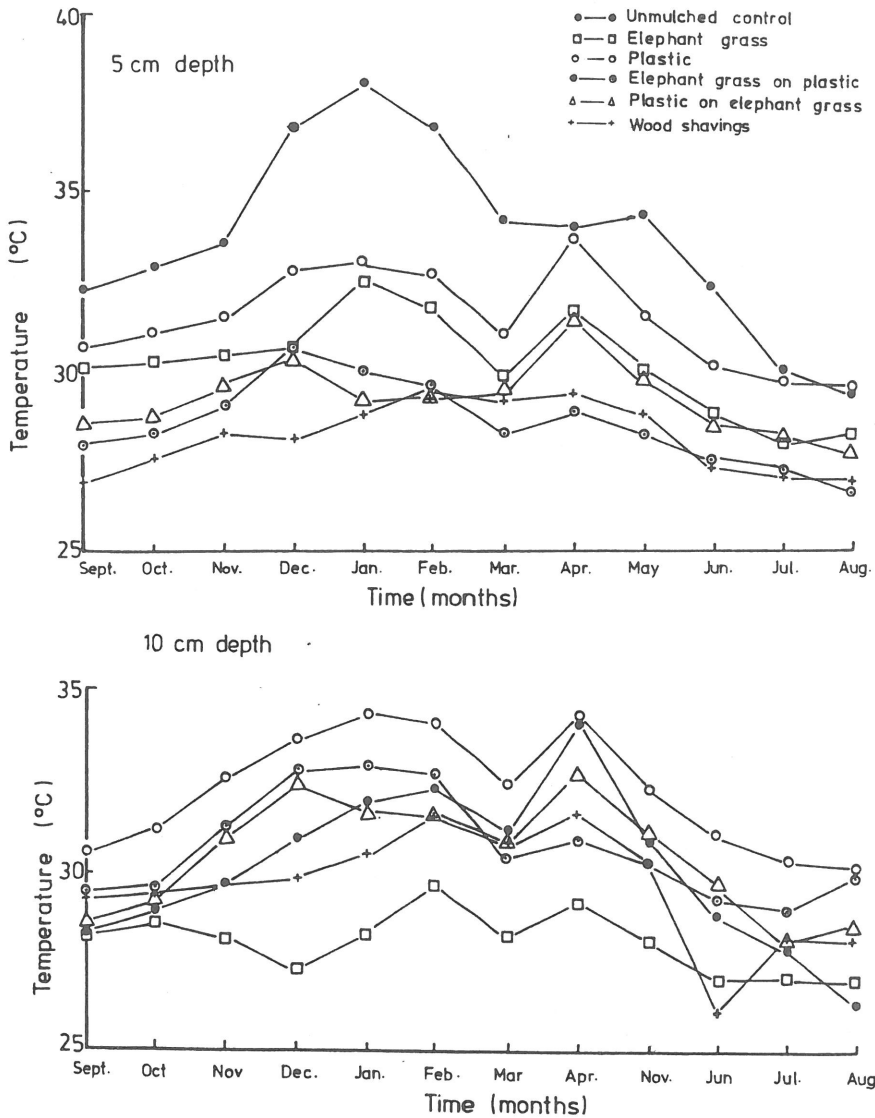 40
Unmulched control
Elephant grass
5 cm depth
Plastic
Elephant grass on plastic
Plastic on elephant grass
Wood shavings
35
Temperature (°C)
30
25
Sept. Oct. Nov. Dec. Jan. Feb. Mar. Apr. May Jun. Jul. Aug.
Time (months)
10 cm depth
35
Temperature (°C)
30
25
Sept. Oct Nov Dec. Jan. Feb. Mar Apr. Nov. Jun Jul. Aug
Time (months)